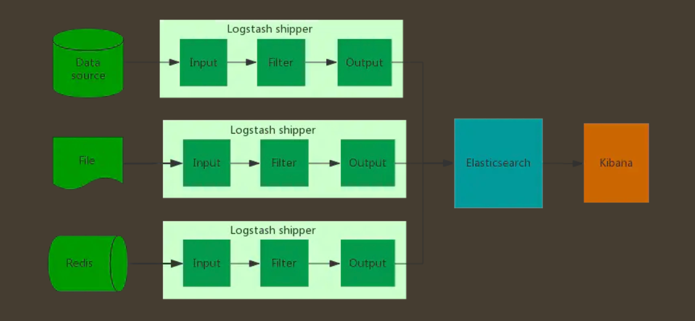 Logstash shipper
Data
source
Input
Filter
Output
Logstash shipper
File
Input
Filter
Output
Elasticsearch
Kibana
Logstash shipper
Redis
Input
Filter
Output